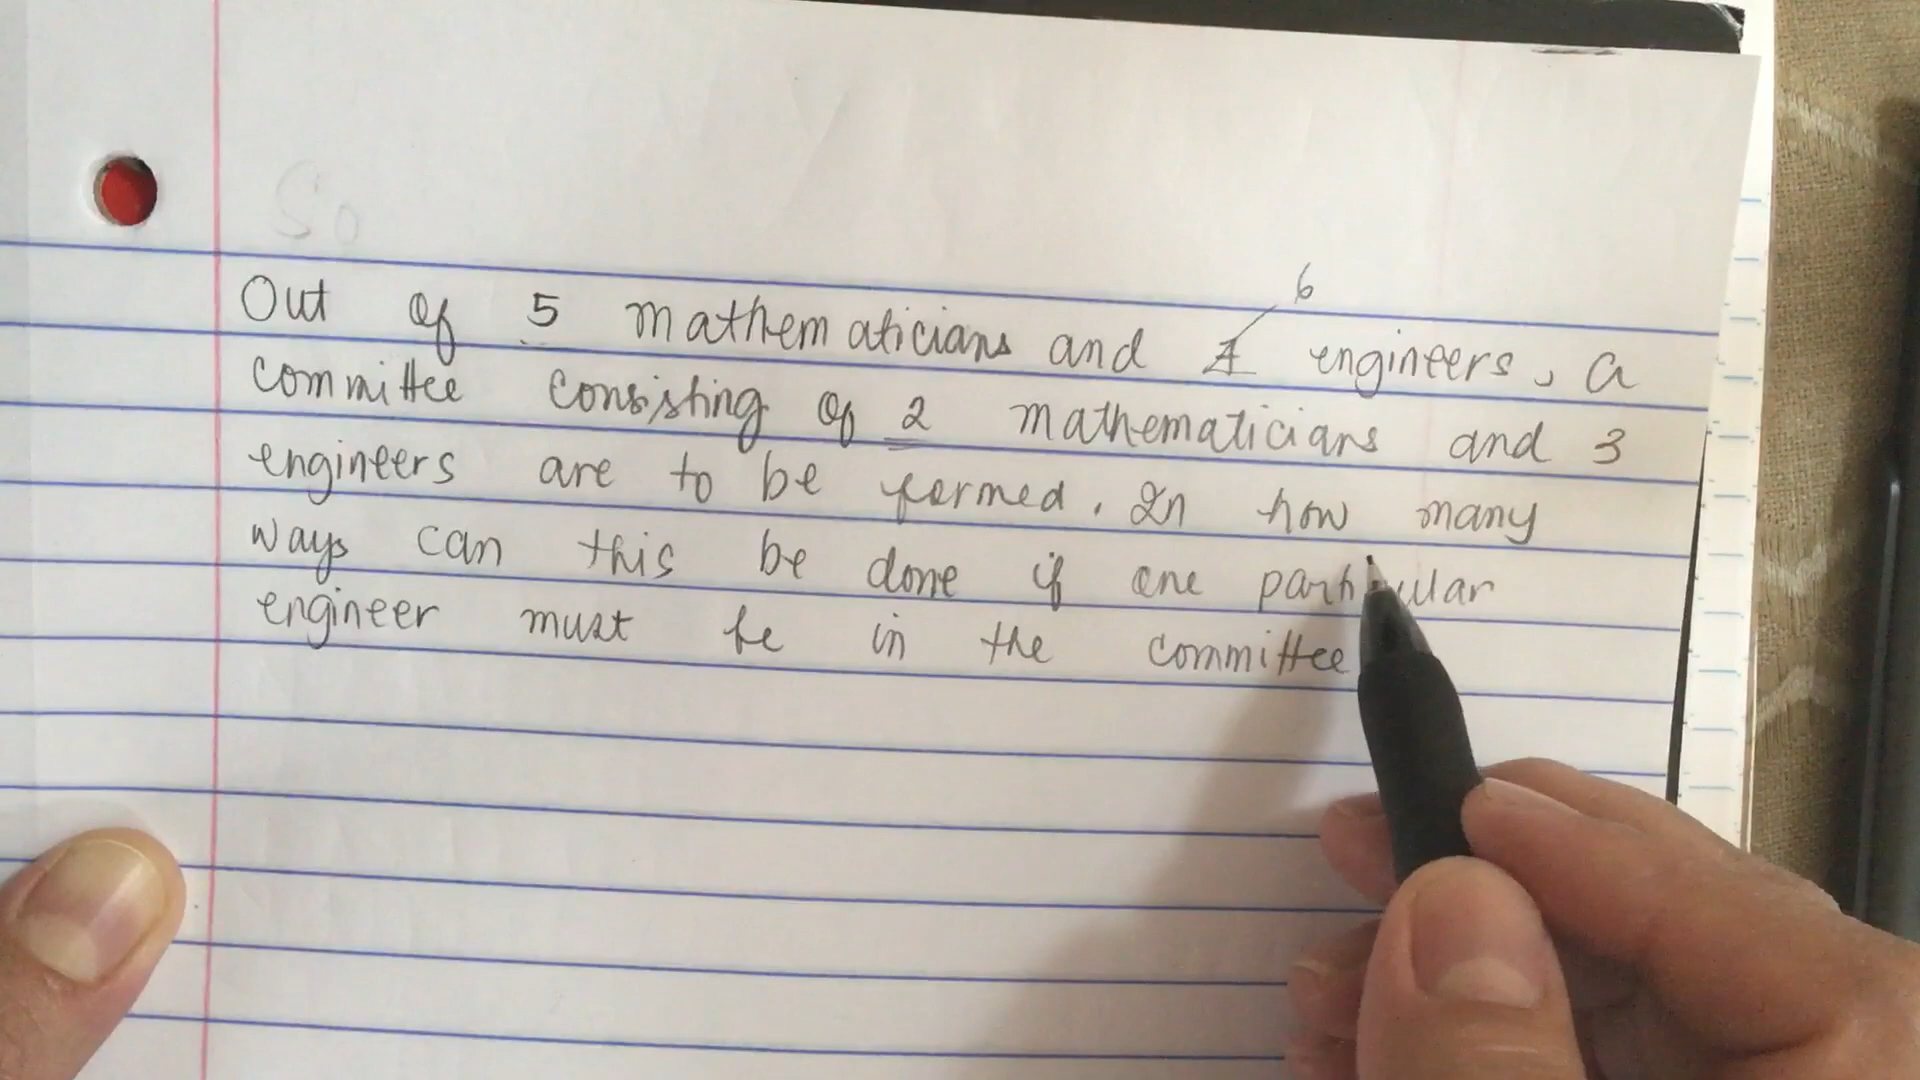 So
6
Out of 5 mathematicians and engineers, a
committee consisting of 2 mathematicians and 3
engineers are to be formed. In how many
ways can this be done if one particular
engineer must be in the committee